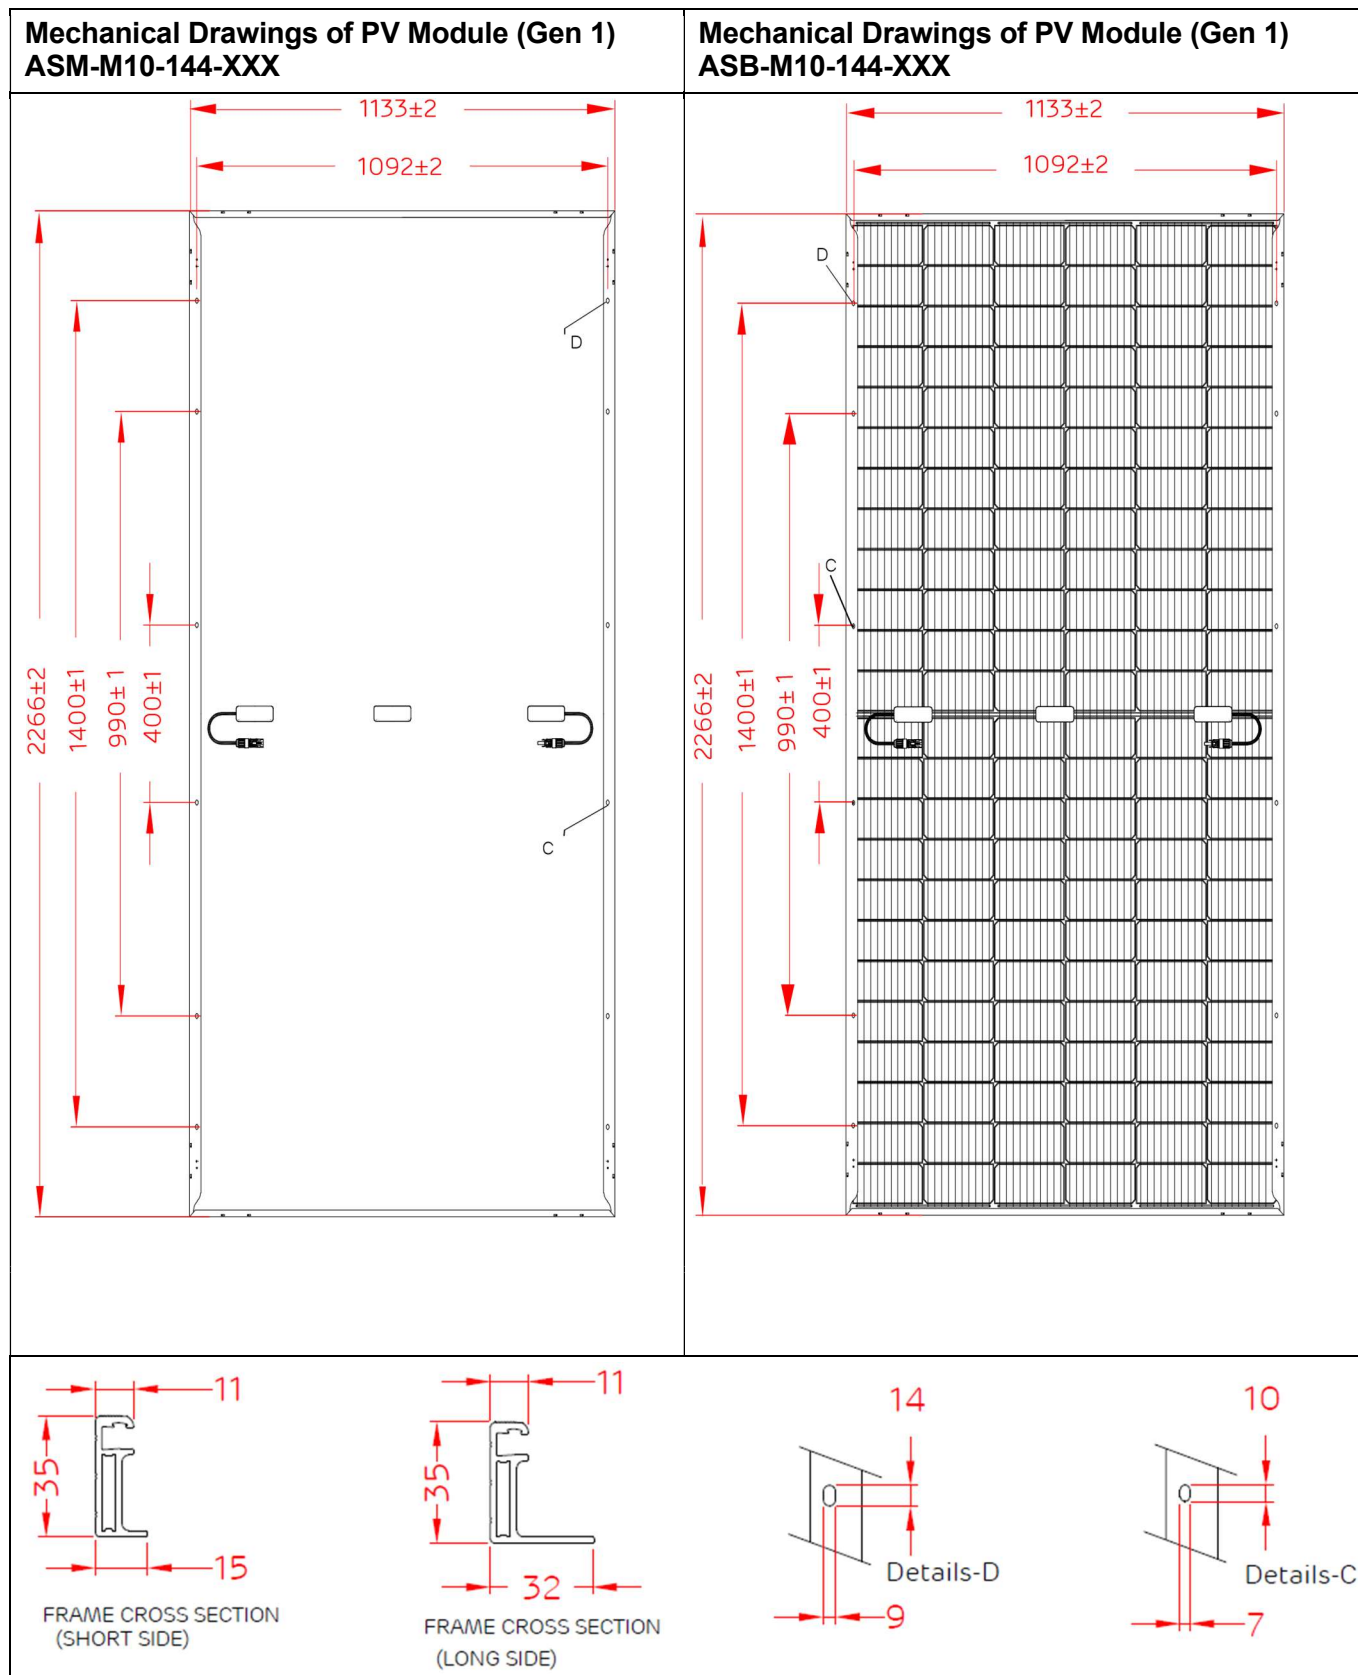 Mechanical Drawings of PV Module (Gen 1)
ASM-M10-144-XXX
Mechanical Drawings of PV Module (Gen 1)
ASB-M10-144-XXX
1133±2
1092±2
D
2266±2
1400±1
990±1
400±1
C
1133±2
1092±2
D
C
2266±2
1400±1
990±1
400±1
11
35
15
FRAME CROSS SECTION
(SHORT SIDE)
11
35
32
FRAME CROSS SECTION
(LONG SIDE)
14
Details-D
9
10
Details-C
7